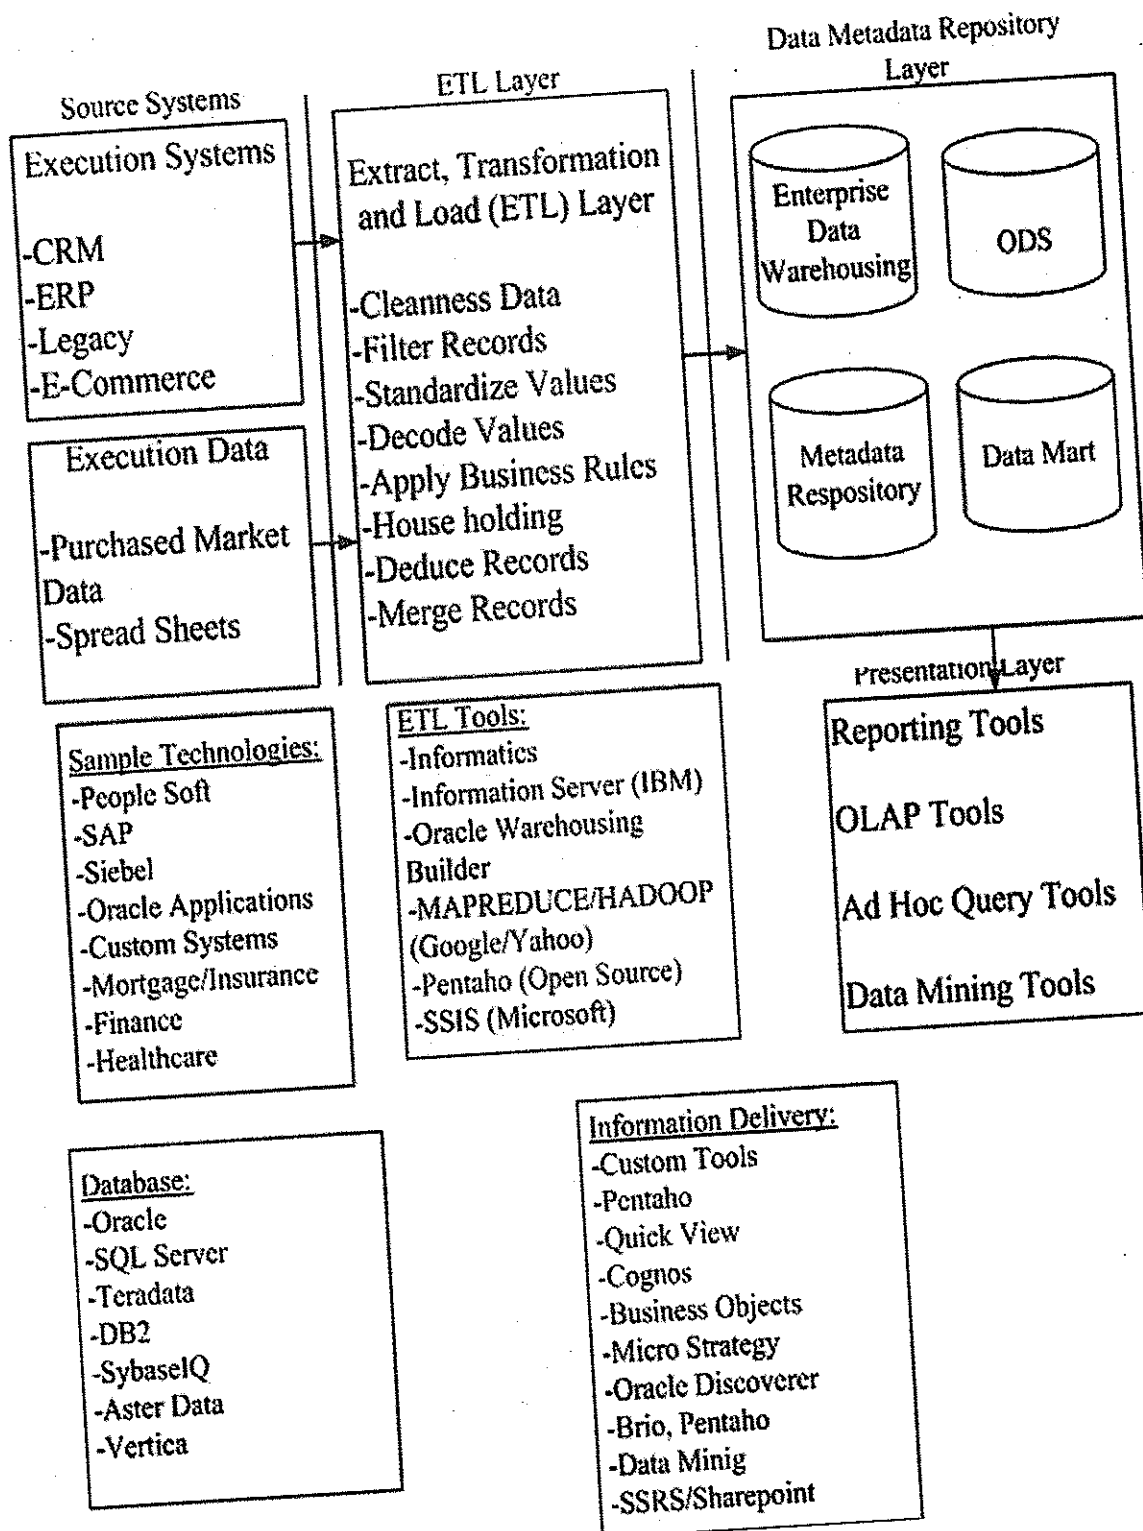 Source Systems
Execution Systems
-CRM
-ERP
-Legacy
-E-Commerce
Execution Data
-Purchased Market
Data
-Spread Sheets
ETL Layer
Extract, Transformation
and Load (ETL) Layer
-Cleanness Data
-Filter Records
-Standardize Values
-Decode Values
-Apply Business Rules
-House holding
-Deduce Records
-Merge Records
Data Metadata Repository
Layer
Enterprise
Data
Warehousing
ODS
Metadata
Respository
Data Mart
Presentation Layer
Reporting Tools
OLAP Tools
Ad Hoc Query Tools
Data Mining Tools
Sample Technologies:
-People Soft
-SAP
-Siebel
-Oracle Applications
-Custom Systems
-Mortgage/Insurance
-Finance
-Healthcare
ETL Tools:
-Informatics
-Information Server (IBM)
-Oracle Warehousing
Builder
-MAPREDUCE/HADOOP
(Google/Yahoo)
-Pentaho (Open Source)
-SSIS (Microsoft)
Database:
-Oracle
-SQL Server
-Teradata
-DB2
-SybaseIQ
-Aster Data
-Vertica
Information Delivery:
-Custom Tools
-Pentaho
-Quick View
-Cognos
-Business Objects
-Micro Strategy
-Oracle Discoverer
-Brio, Pentaho
-Data Minig
-SSRS/Sharepoint